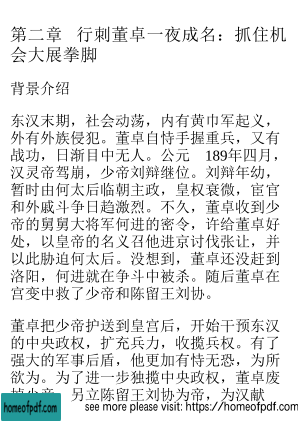 第二章 行刺董卓一夜成名：抓住机
会大展拳脚
背景介绍
东汉末期，社会动荡，内有黄巾军起义，
外有外族侵犯。董卓自恃手握重兵，又有
战功，日渐目中无人。公元 189年四月，
汉灵帝驾崩，少帝刘辩继位。刘辩年幼，
暂时由何太后临朝主政，皇权衰微，宦官
和外戚斗争日趋激烈。不久，董卓收到少
帝的舅舅大将军何进的密令，许给董卓好
处，以皇帝的名义召他进京讨伐张让，并
以此胁迫何太后。没想到，董卓还没赶到
洛阳，何进就在争斗中被杀。随后董卓在
宫变中救了少帝和陈留王刘协。
董卓把少帝护送到皇宫后，开始干预东汉
的中央政权，扩充兵力，收揽兵权。有了
强大的军事后盾，他更加有恃无恐，为所
欲为。为了进一步独揽中央政权，董卓废
掉少帝，另立陈留王刘协为帝，为汉献
homeofpdf.com see more please visit: https://homeofpdf.com